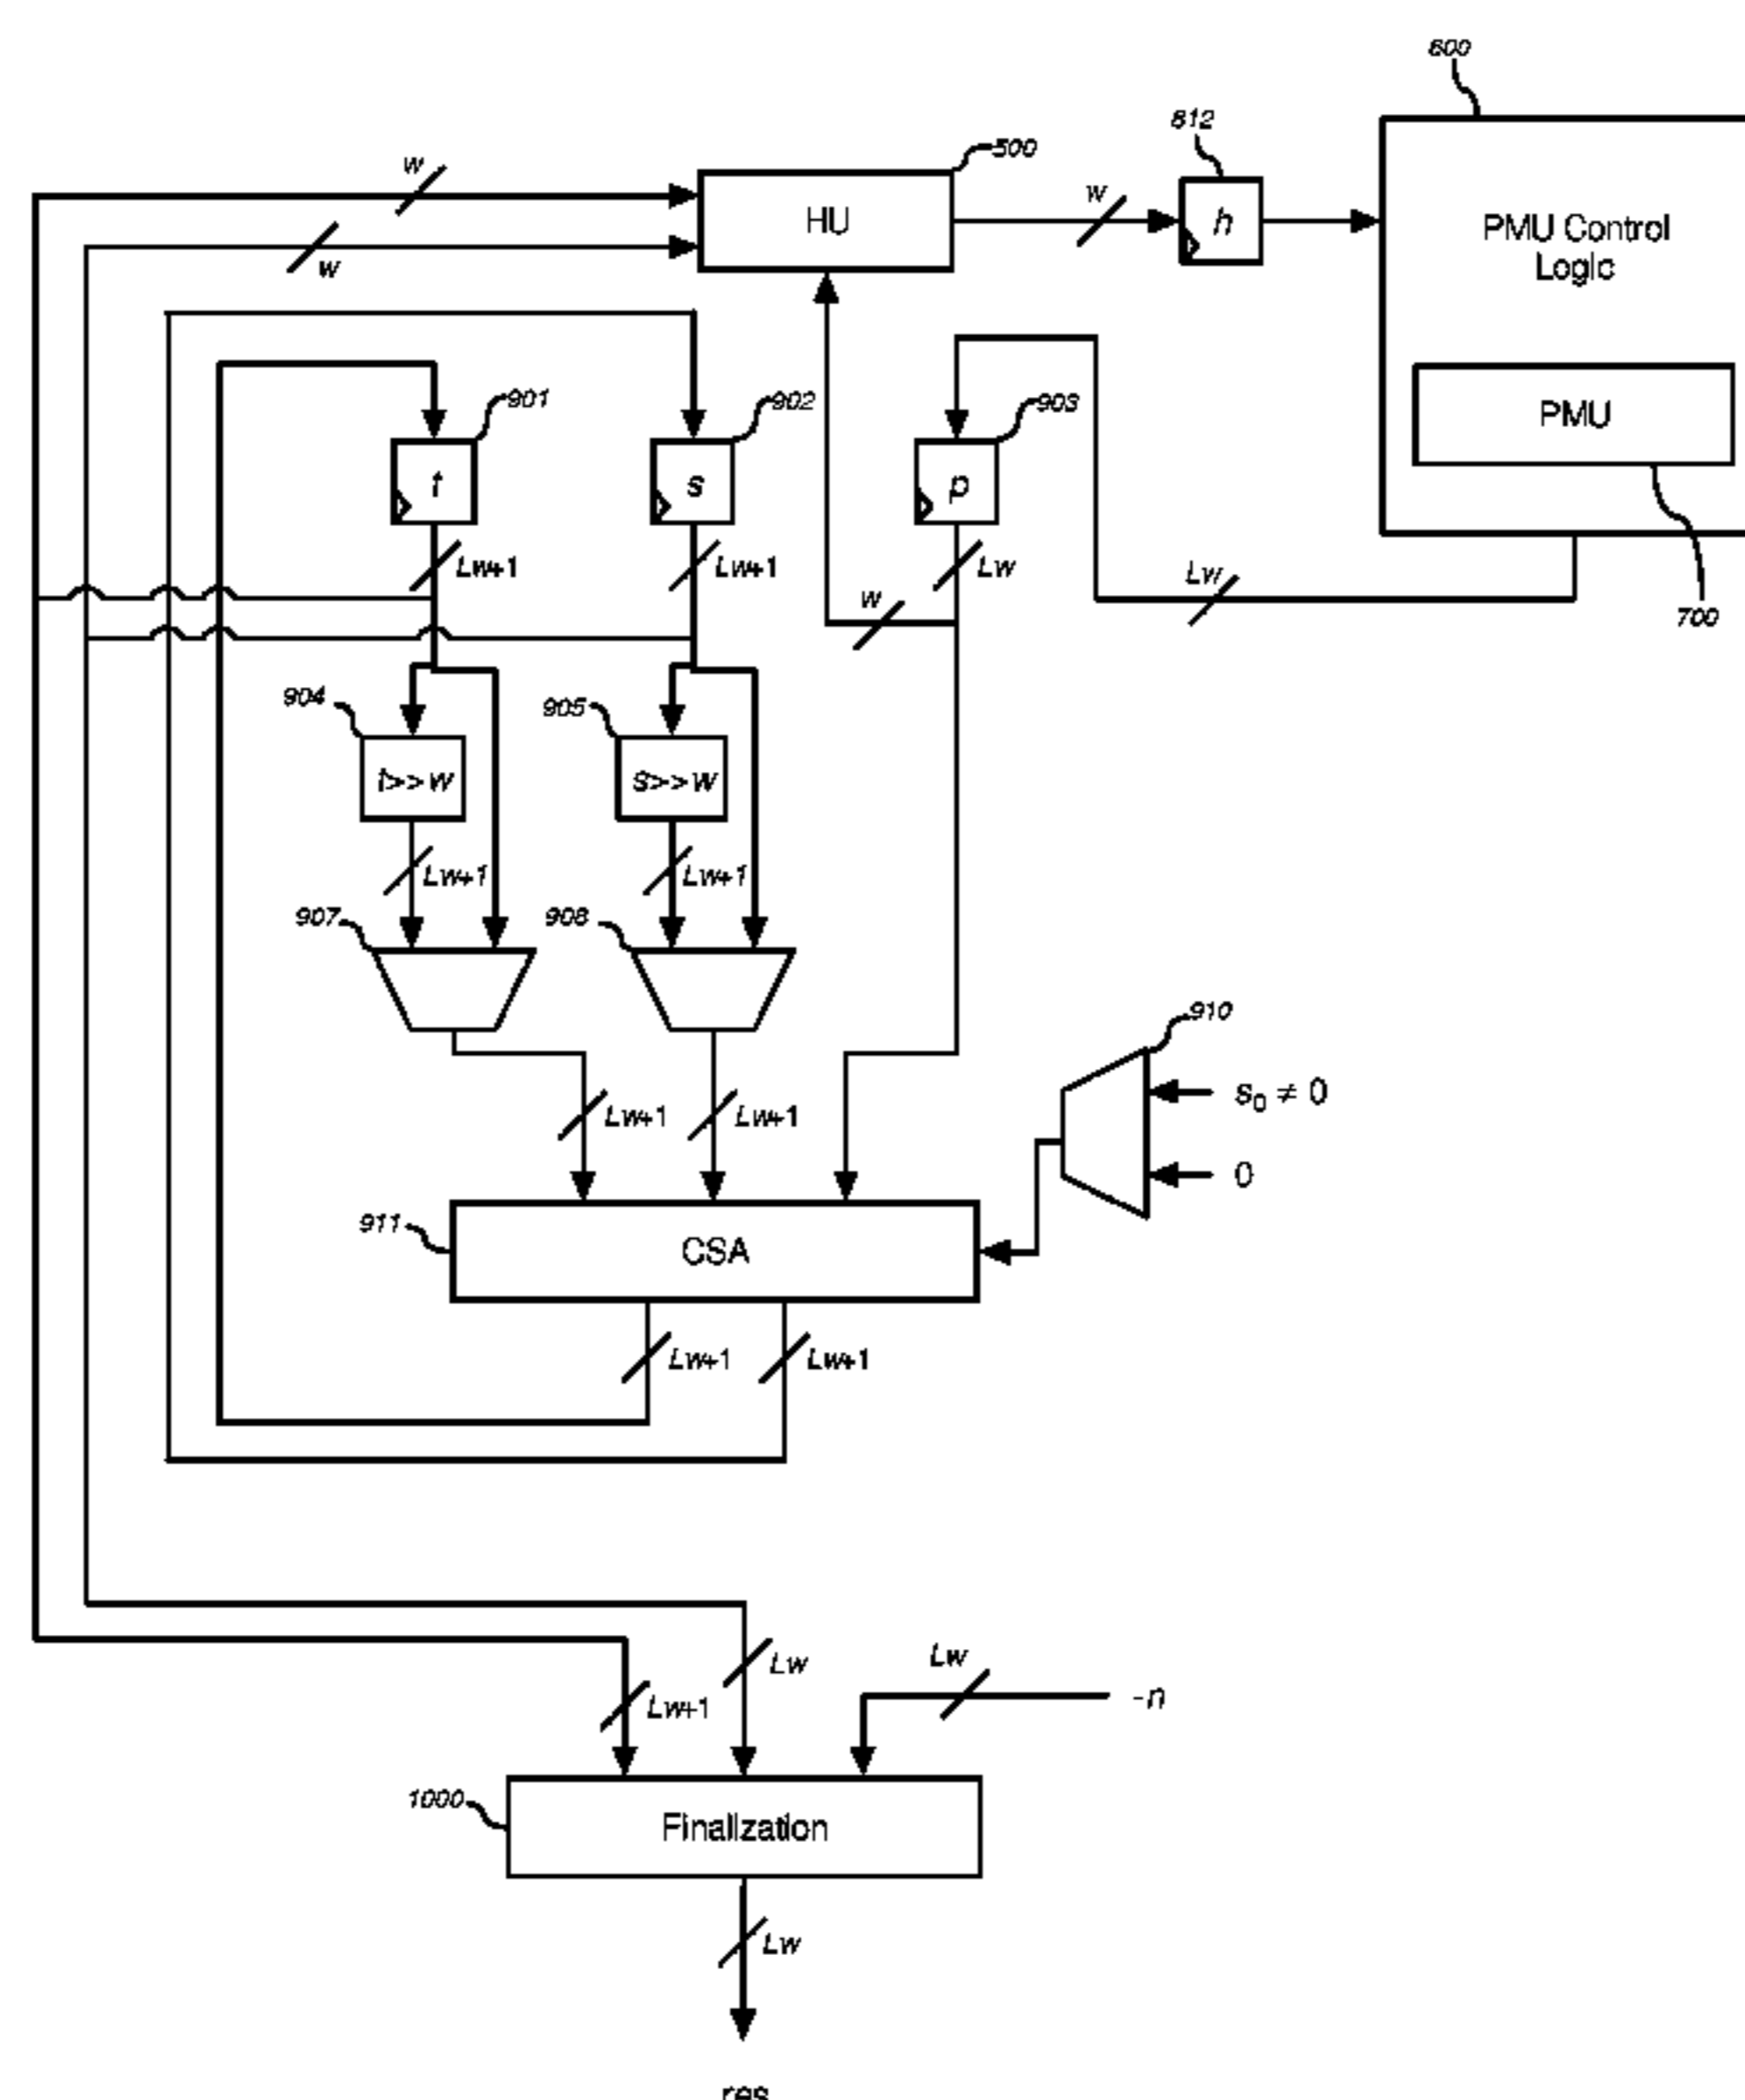 800
812
500
w
HU
w
h
PMU Control
Logic
w
PMU
901
902
903
t
s
p
Lw+1
Lw+1
Lw
w
Lw
700
904
905
t>>w
s>>w
Lw+1
Lw+1
907
908
910
s₀ ≠ 0
Lw+1
Lw+1
0
911
CSA
Lw+1
Lw+1
Lw
Lw
-n
Lw+1
1000
Finalization
Lw
res